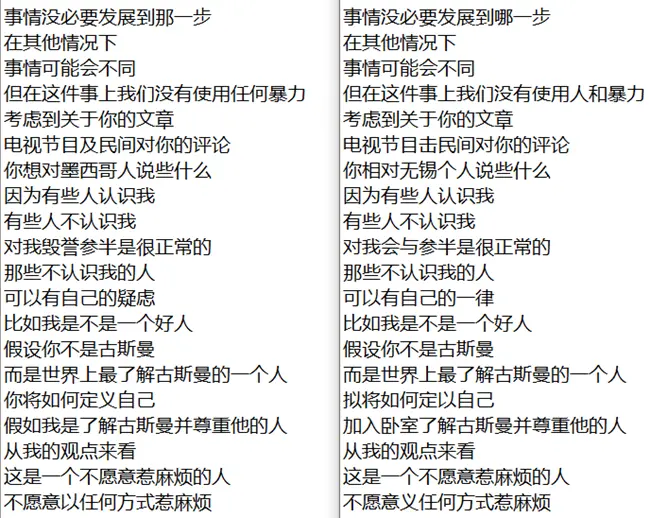 事情没必要发展到那一步
在其他情况下
事情可能会不同
但在这件事上我们没有使用任何暴力
考虑到关于你的文章
电视节目及民间对你的评论
你想对墨西哥人说些什么
因为有些人认识我
有些人不认识我
对我毁誉参半是很正常的
那些不认识我的人
可以有自己的疑虑
比如我是不是一个好人
假设你不是古斯曼
而是世界上最了解古斯曼的一个人
你将如何定义自己
假如我是了解古斯曼并尊重他的人
从我的观点来看
这是一个不愿意惹麻烦的人
不愿意以任何方式惹麻烦
事情没必要发展到哪一步
在其他情况下
事情可能会不同
但在这件事上我们没有使用人和暴力
考虑到关于你的文章
电视节目击民间对你的评论
你相对无锡个人说些什么
因为有些人认识我
有些人不认识我
对我会与参半是很正常的
那些不认识我的人
可以有自己的一律
比如我是不是一个好人
假设你不是古斯曼
而是世界上最了解古斯曼的一个人
拟将如何定以自己
加入卧室了解古斯曼并尊重他的人
从我的观点来看
这是一个不愿意惹麻烦的人
不愿意义任何方式惹麻烦